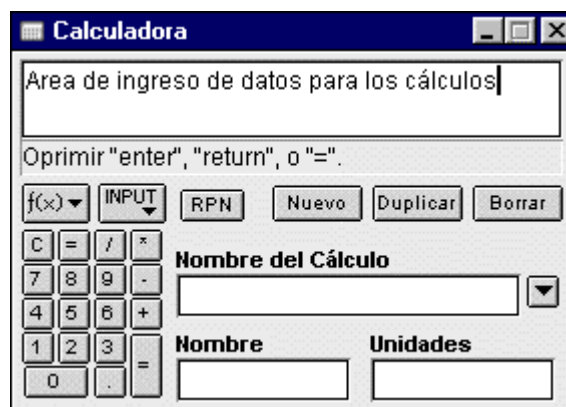 Calculadora
Area de ingreso de datos para los cálculos
Oprimir "enter", "return", o "=".
f(x) INPUT RPN Nuevo Duplicar Borrar
C = / *
7 8 9 -
4 5 6 +
1 2 3 =
0 .
Nombre del Cálculo
Nombre Unidades